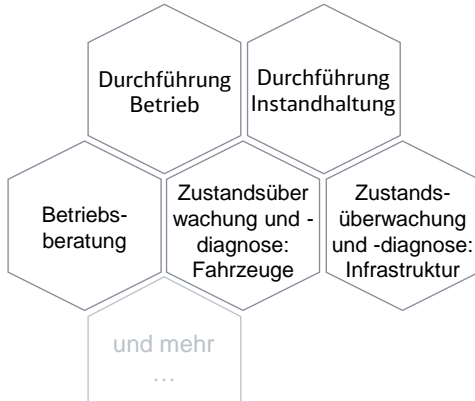 Durchführung
Betrieb
Durchführung
Instandhaltung
Betriebs-
beratung
Zustandsüber
wachung und -
diagnose:
Fahrzeuge
Zustands-
überwachung
und -diagnose:
Infrastruktur
und mehr
…